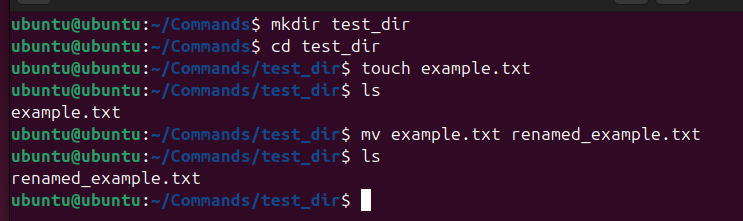 ubuntu@ubuntu:~/Commands$ mkdir test_dir
ubuntu@ubuntu:~/Commands$ cd test_dir
ubuntu@ubuntu:~/Commands/test_dir$ touch example.txt
ubuntu@ubuntu:~/Commands/test_dir$ ls
example.txt
ubuntu@ubuntu:~/Commands/test_dir$ mv example.txt renamed_example.txt
ubuntu@ubuntu:~/Commands/test_dir$ ls
renamed_example.txt
ubuntu@ubuntu:~/Commands/test_dir$